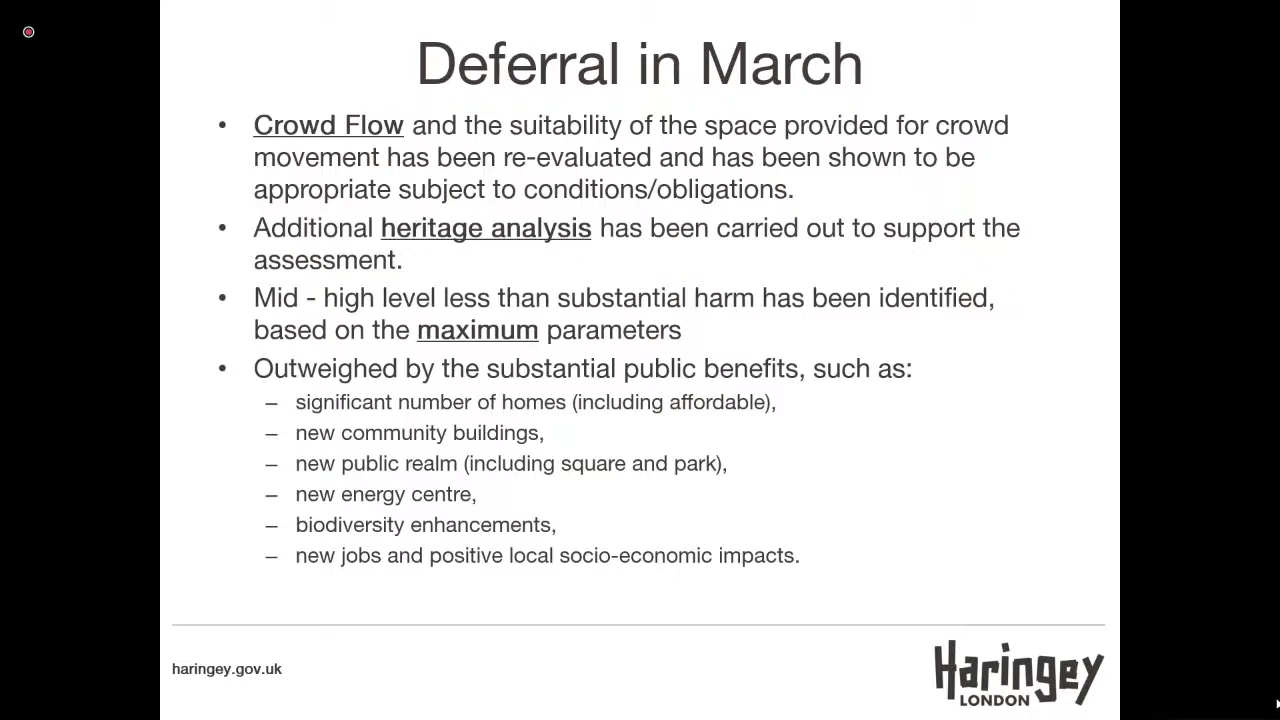 Deferral in March
• Crowd Flow and the suitability of the space provided for crowd
movement has been re-evaluated and has been shown to be
appropriate subject to conditions/obligations.
• Additional heritage analysis has been carried out to support the
assessment.
• Mid - high level less than substantial harm has been identified,
based on the maximum parameters
• Outweighed by the substantial public benefits, such as:
– significant number of homes (including affordable),
– new community buildings,
– new public realm (including square and park),
– new energy centre,
– biodiversity enhancements,
– new jobs and positive local socio-economic impacts.
haringey.gov.uk
Haringey
LONDON